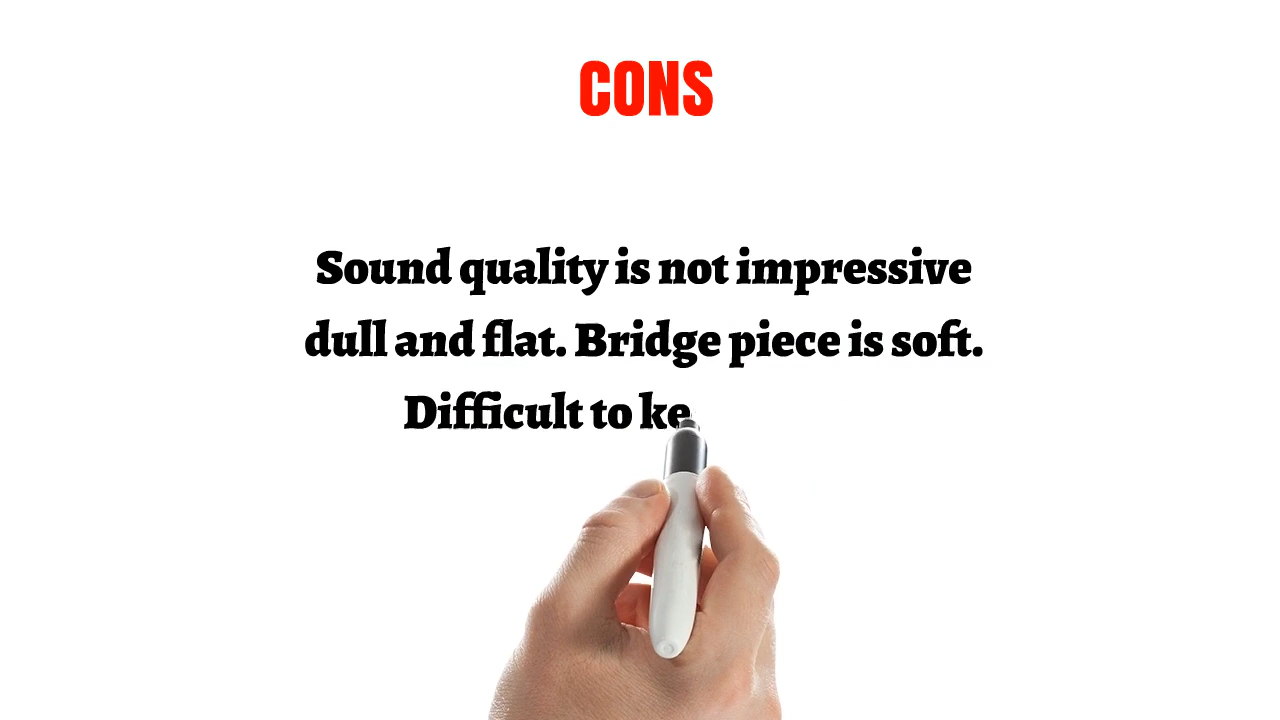 CONS
Sound quality is not impressive
dull and flat. Bridge piece is soft.
Difficult to ke